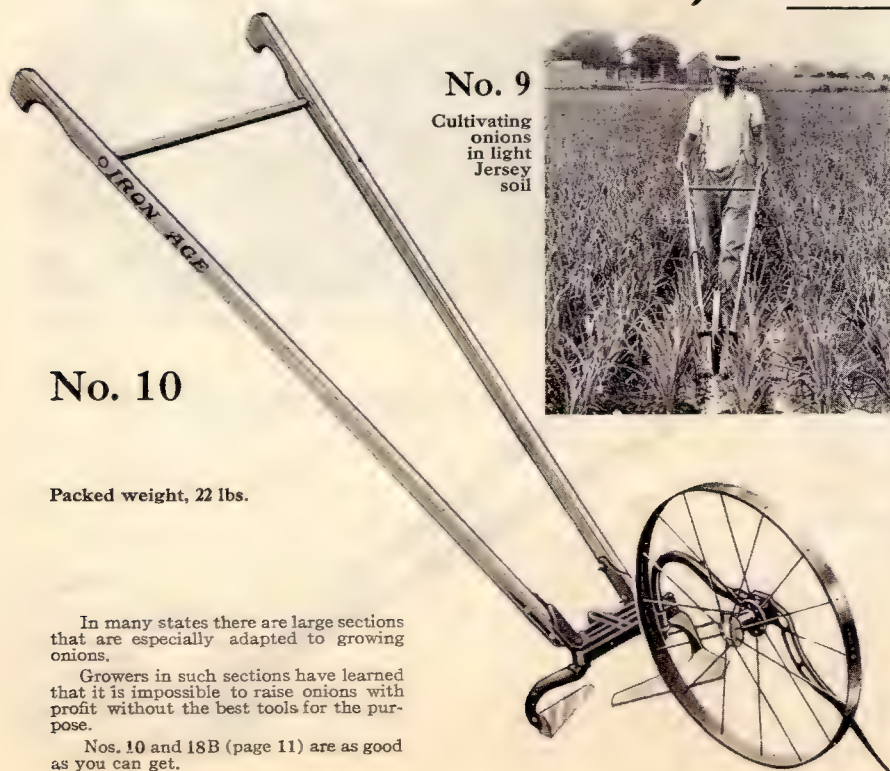 No. 9
Cultivating
onions
in light
Jersey
soil
IRON AGE
No. 10
Packed weight, 22 lbs.
In many states there are large sections
that are especially adapted to growing
onions.
Growers in such sections have learned
that it is impossible to raise onions with
profit without the best tools for the pur-
pose.
Nos. 10 and 18B (page 11) are as good
as you can get.